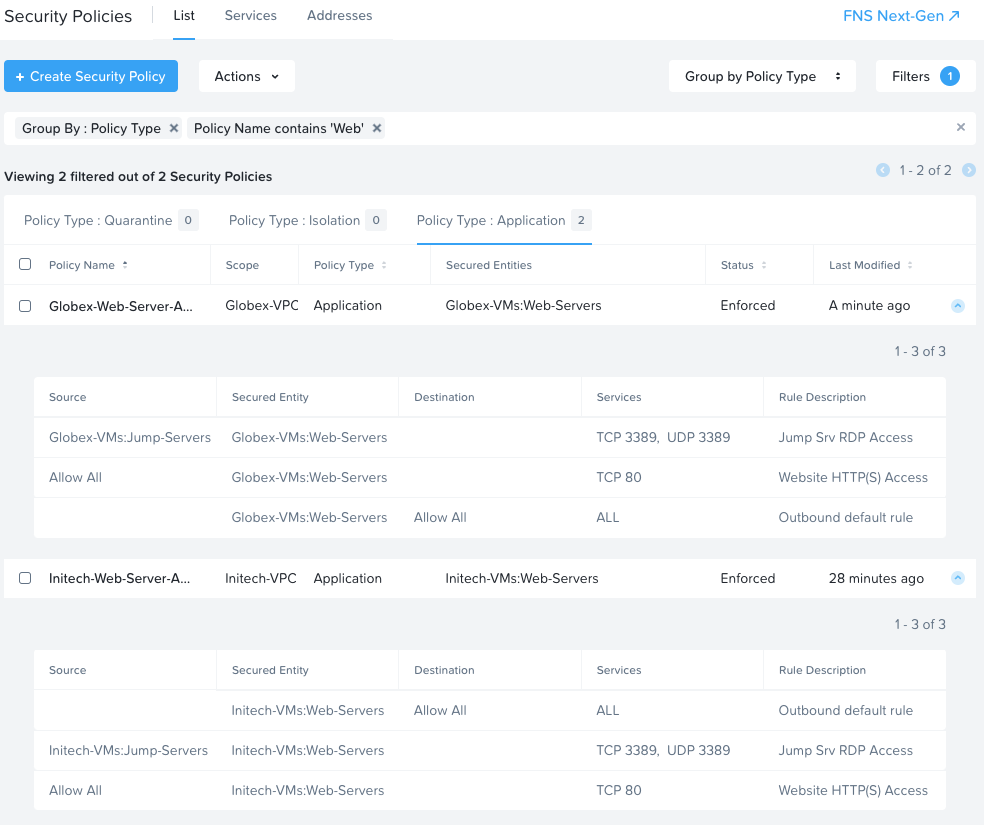 Security Policies List Services Addresses FNS Next-Gen
+ Create Security Policy Actions Group by Policy Type Filters 1
Group By : Policy Type × Policy Name contains 'Web' × ×
1 - 2 of 2
Viewing 2 filtered out of 2 Security Policies
Policy Type : Quarantine 0 Policy Type : Isolation 0 Policy Type : Application 2
Policy Name Scope Policy Type Secured Entities Status Last Modified
Globex-Web-Server-A... Globex-VPC Application Globex-VMs:Web-Servers Enforced A minute ago
1 - 3 of 3
Source Secured Entity Destination Services Rule Description
Globex-VMs:Jump-Servers Globex-VMs:Web-Servers TCP 3389, UDP 3389 Jump Srv RDP Access
Allow All Globex-VMs:Web-Servers TCP 80 Website HTTP(S) Access
Globex-VMs:Web-Servers Allow All ALL Outbound default rule
Initech-Web-Server-A... Initech-VPC Application Initech-VMs:Web-Servers Enforced 28 minutes ago
1 - 3 of 3
Source Secured Entity Destination Services Rule Description
Initech-VMs:Web-Servers Allow All ALL Outbound default rule
Initech-VMs:Jump-Servers Initech-VMs:Web-Servers TCP 3389, UDP 3389 Jump Srv RDP Access
Allow All Initech-VMs:Web-Servers TCP 80 Website HTTP(S) Access